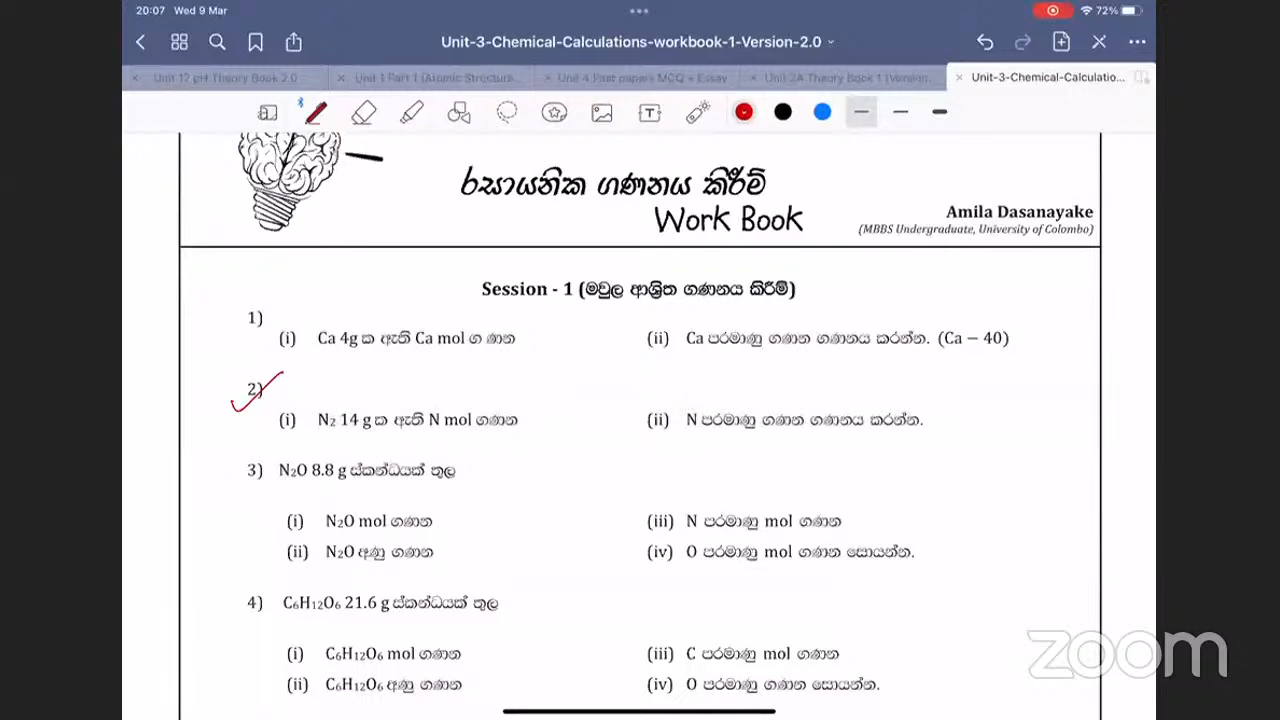 20:07 Wed 9 Mar
72%
Unit-3-Chemical-Calculations-workbook-1-Version-2.0
Unit 12 pH Theory Book 2.0
Unit 1 Part 1 (Atomic Structure...
Unit 4 Past papers MCQ + Essay
Unit 2A Theory Book 1 (Version...
Unit-3-Chemical-Calculatio...
T
රසායනික ගණනය කිරීම්
Work Book
Amila Dasanayake
(MBBS Undergraduate, University of Colombo)
Session - 1 (මවුල ආශ්‍රිත ගණනය කිරීම්)
1)
(i) Ca 4g ක ඇති Ca mol ග ණන (ii) Ca පරමාණු ගණන ගණනය කරන්න. (Ca – 40)
2)
(i) N₂ 14 g ක ඇති N mol ගණන (ii) N පරමාණු ගණන ගණනය කරන්න.
3) N₂O 8.8 g ස්කන්ධයක් තුල
(i) N₂O mol ගණන (iii) N පරමාණු mol ගණන
(ii) N₂O අණු ගණන (iv) O පරමාණු mol ගණන සොයන්න.
4) C₆H₁₂O₆ 21.6 g ස්කන්ධයක් තුල
(i) C₆H₁₂O₆ mol ගණන (iii) C පරමාණු mol ගණන
(ii) C₆H₁₂O₆ අණු ගණන (iv) O පරමාණු ගණන සොයන්න.
zoom